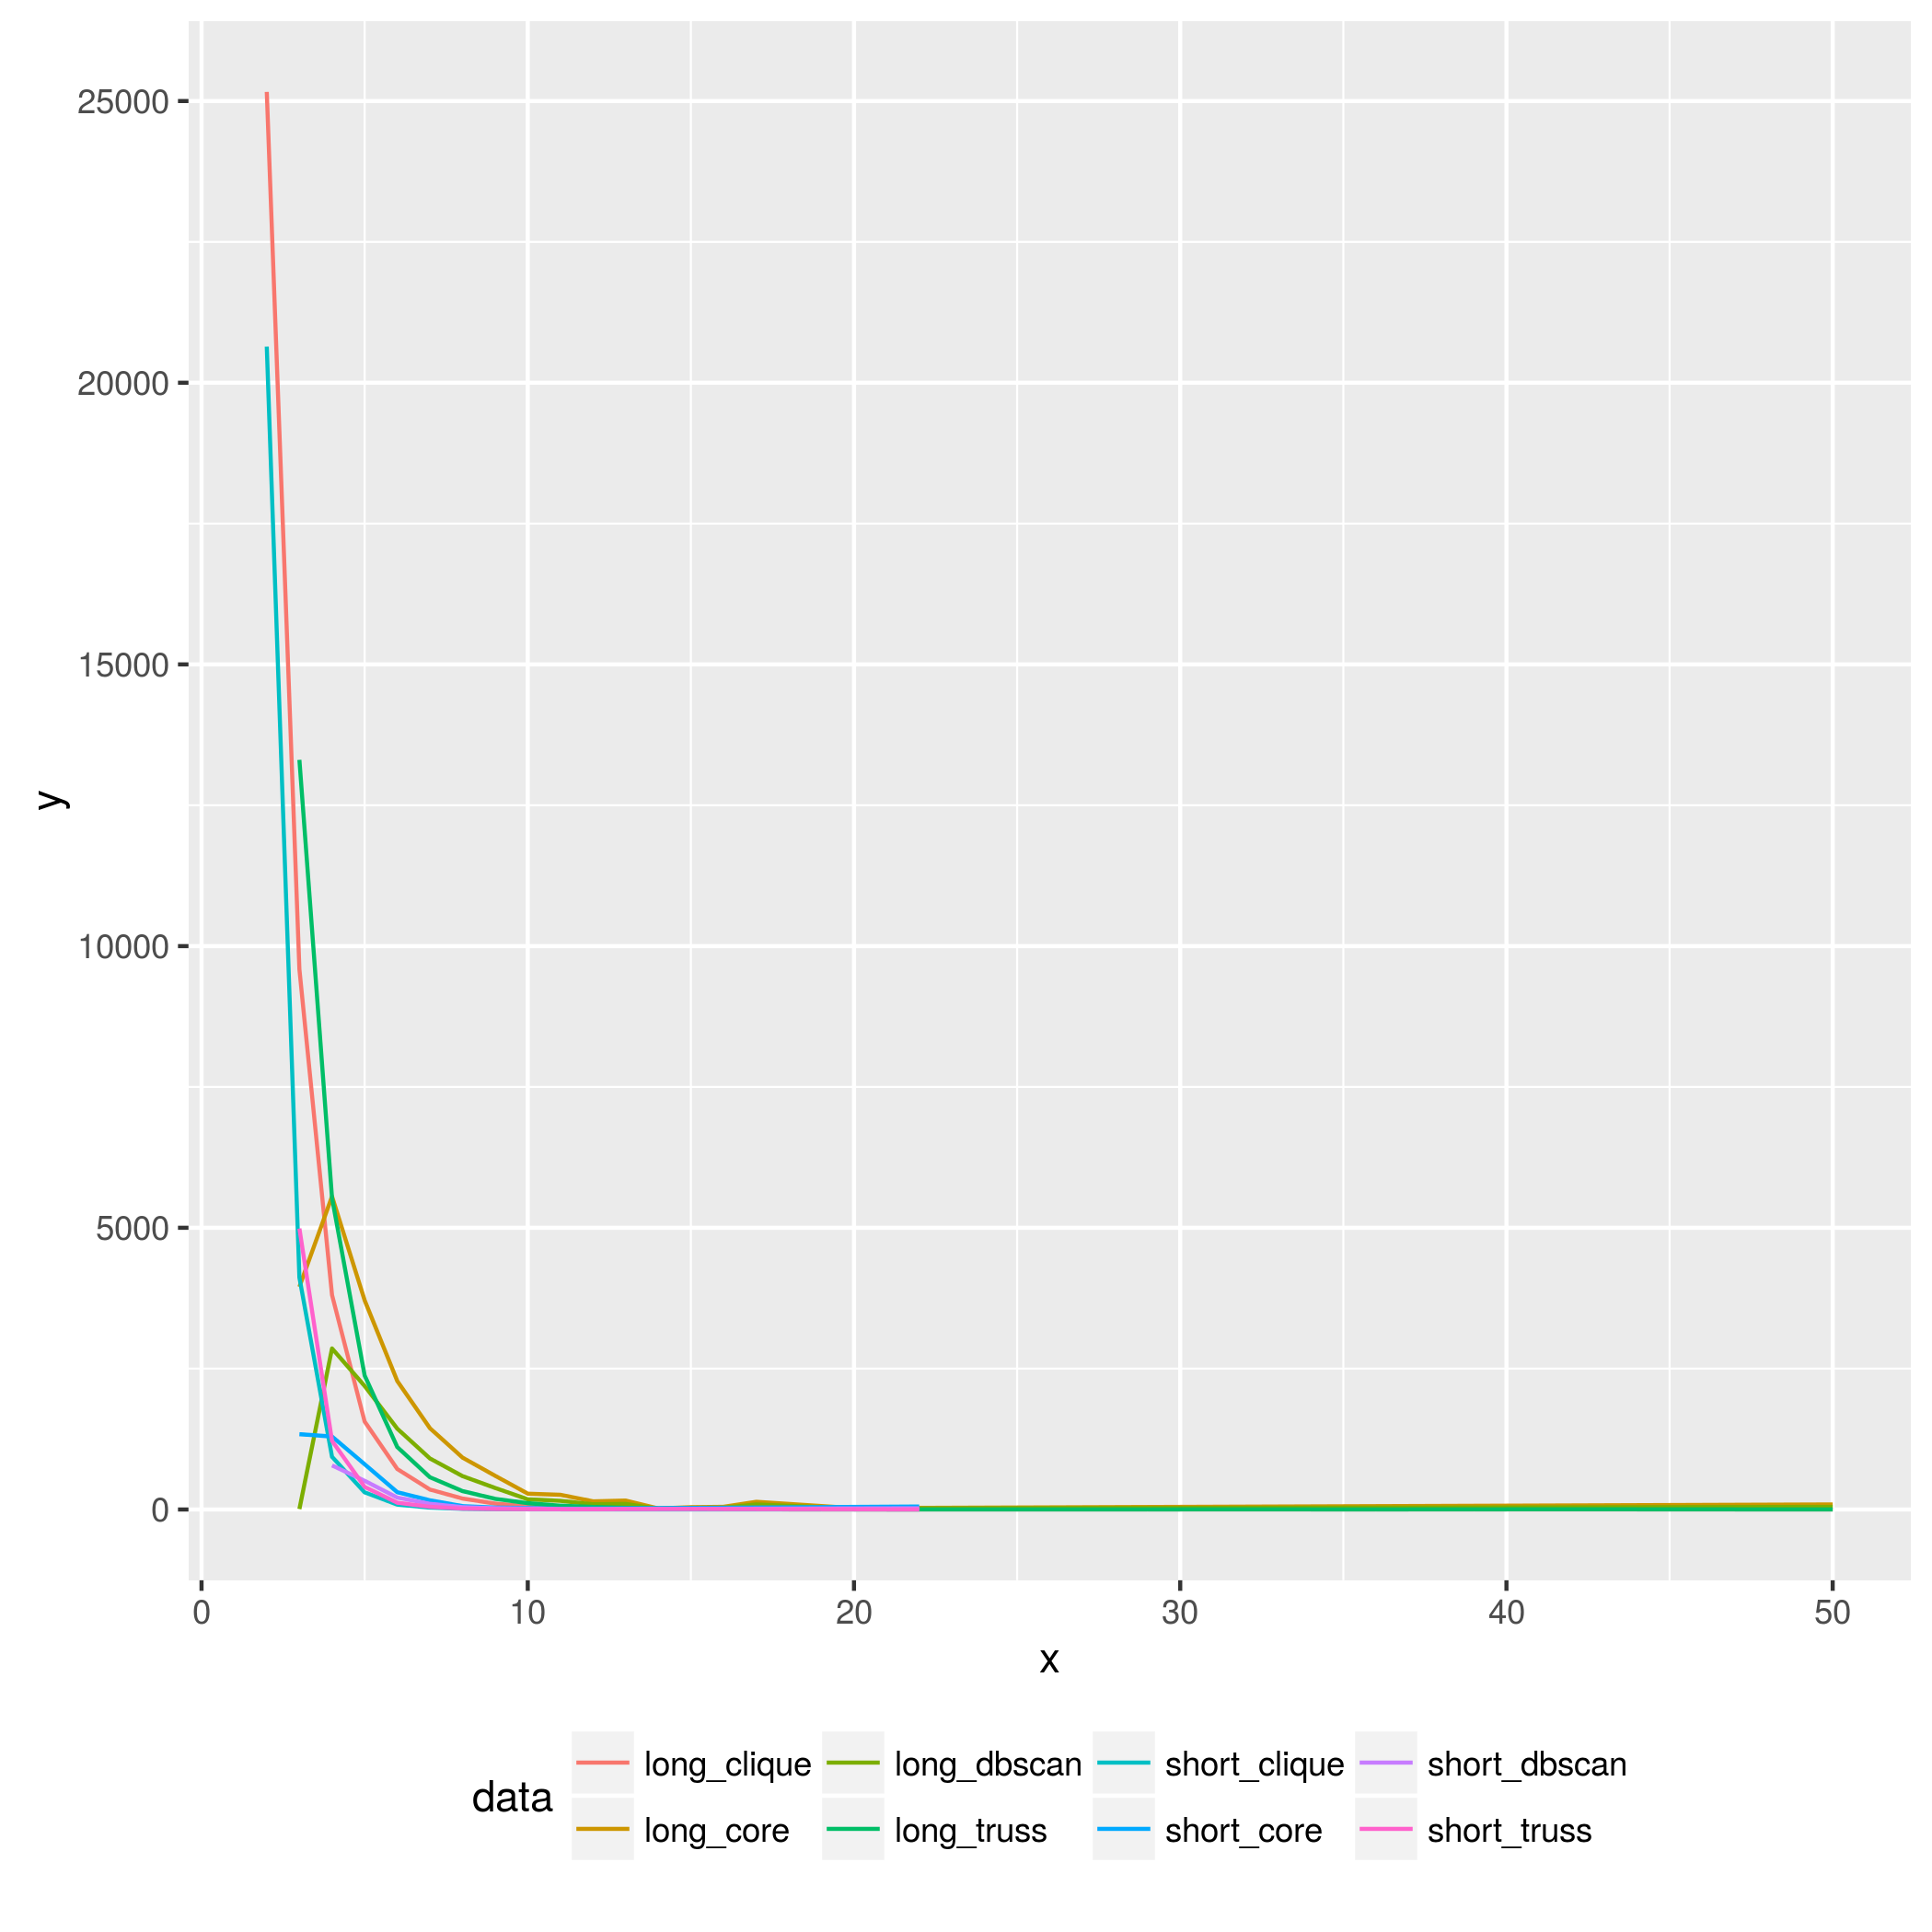 25000
20000
15000
10000
5000
0
y
0 10 20 30 40 50
x
data
long_clique long_dbscan short_clique short_dbscan
long_core long_truss short_core short_truss